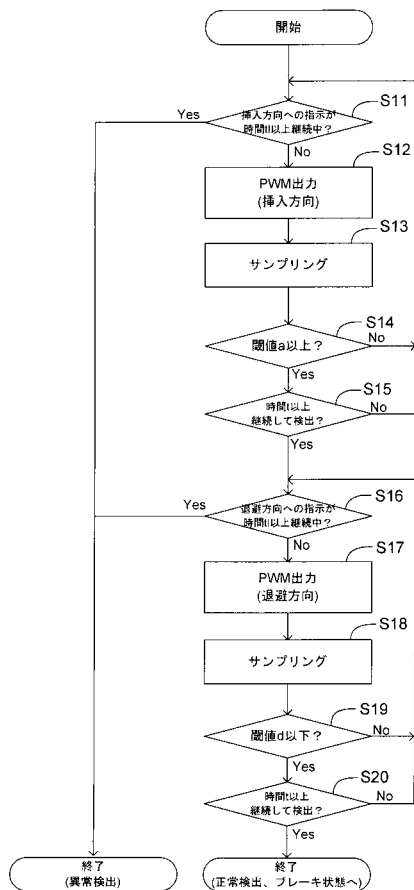 開始
S11
Yes
挿入方向への指示が
時間tl以上継続中?
No
S12
PWM出力
(挿入方向)
S13
サンプリング
S14
閾値a以上?
No
Yes
S15
時間t以上
継続して検出?
No
Yes
Yes
S16
退避方向への指示が
時間tl以上継続中?
No
S17
PWM出力
(退避方向)
S18
サンプリング
S19
閾値d以下?
No
Yes
S20
時間t以上
継続して検出?
No
Yes
終了
(異常検出)
終了
(正常検出、ブレーキ状態へ)